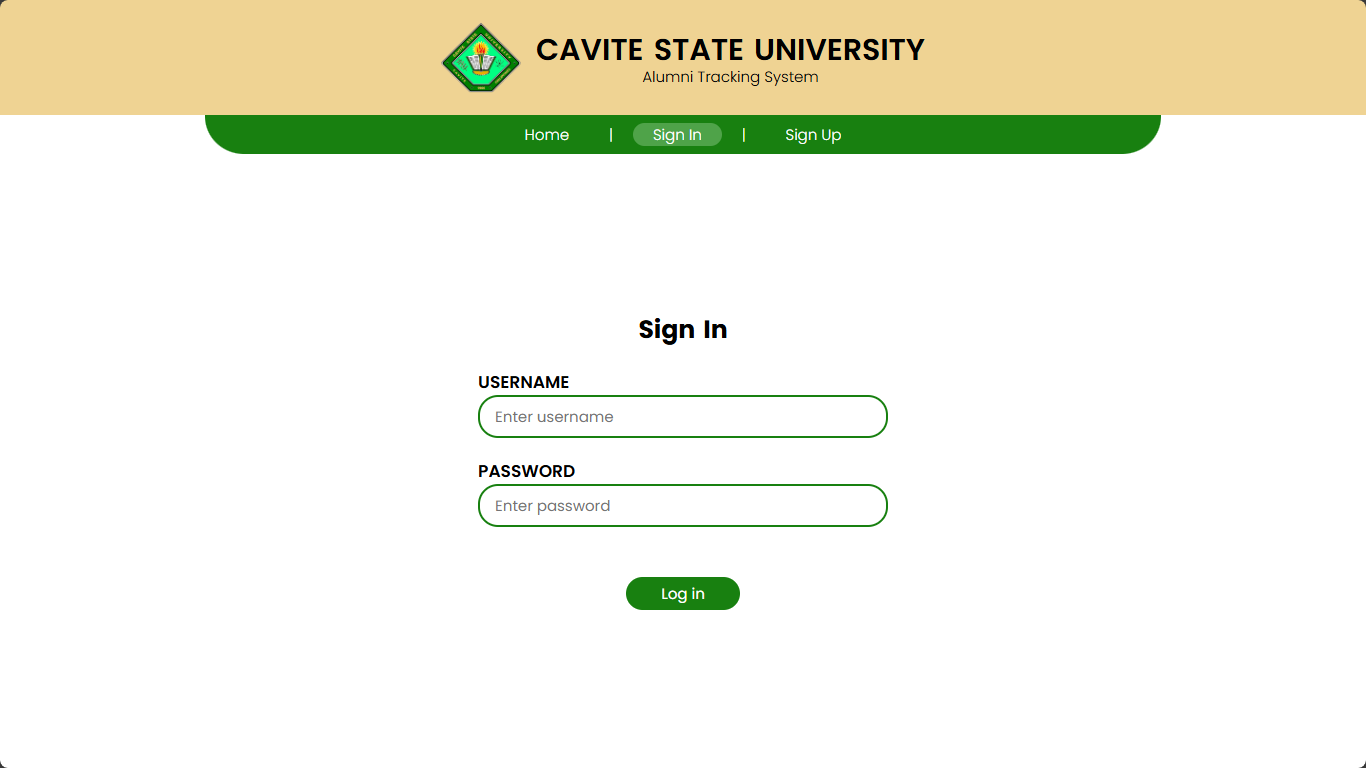 CAVITE STATE UNIVERSITY
Alumni Tracking System
Home | Sign In | Sign Up
Sign In
USERNAME
Enter username
PASSWORD
Enter password
Log in